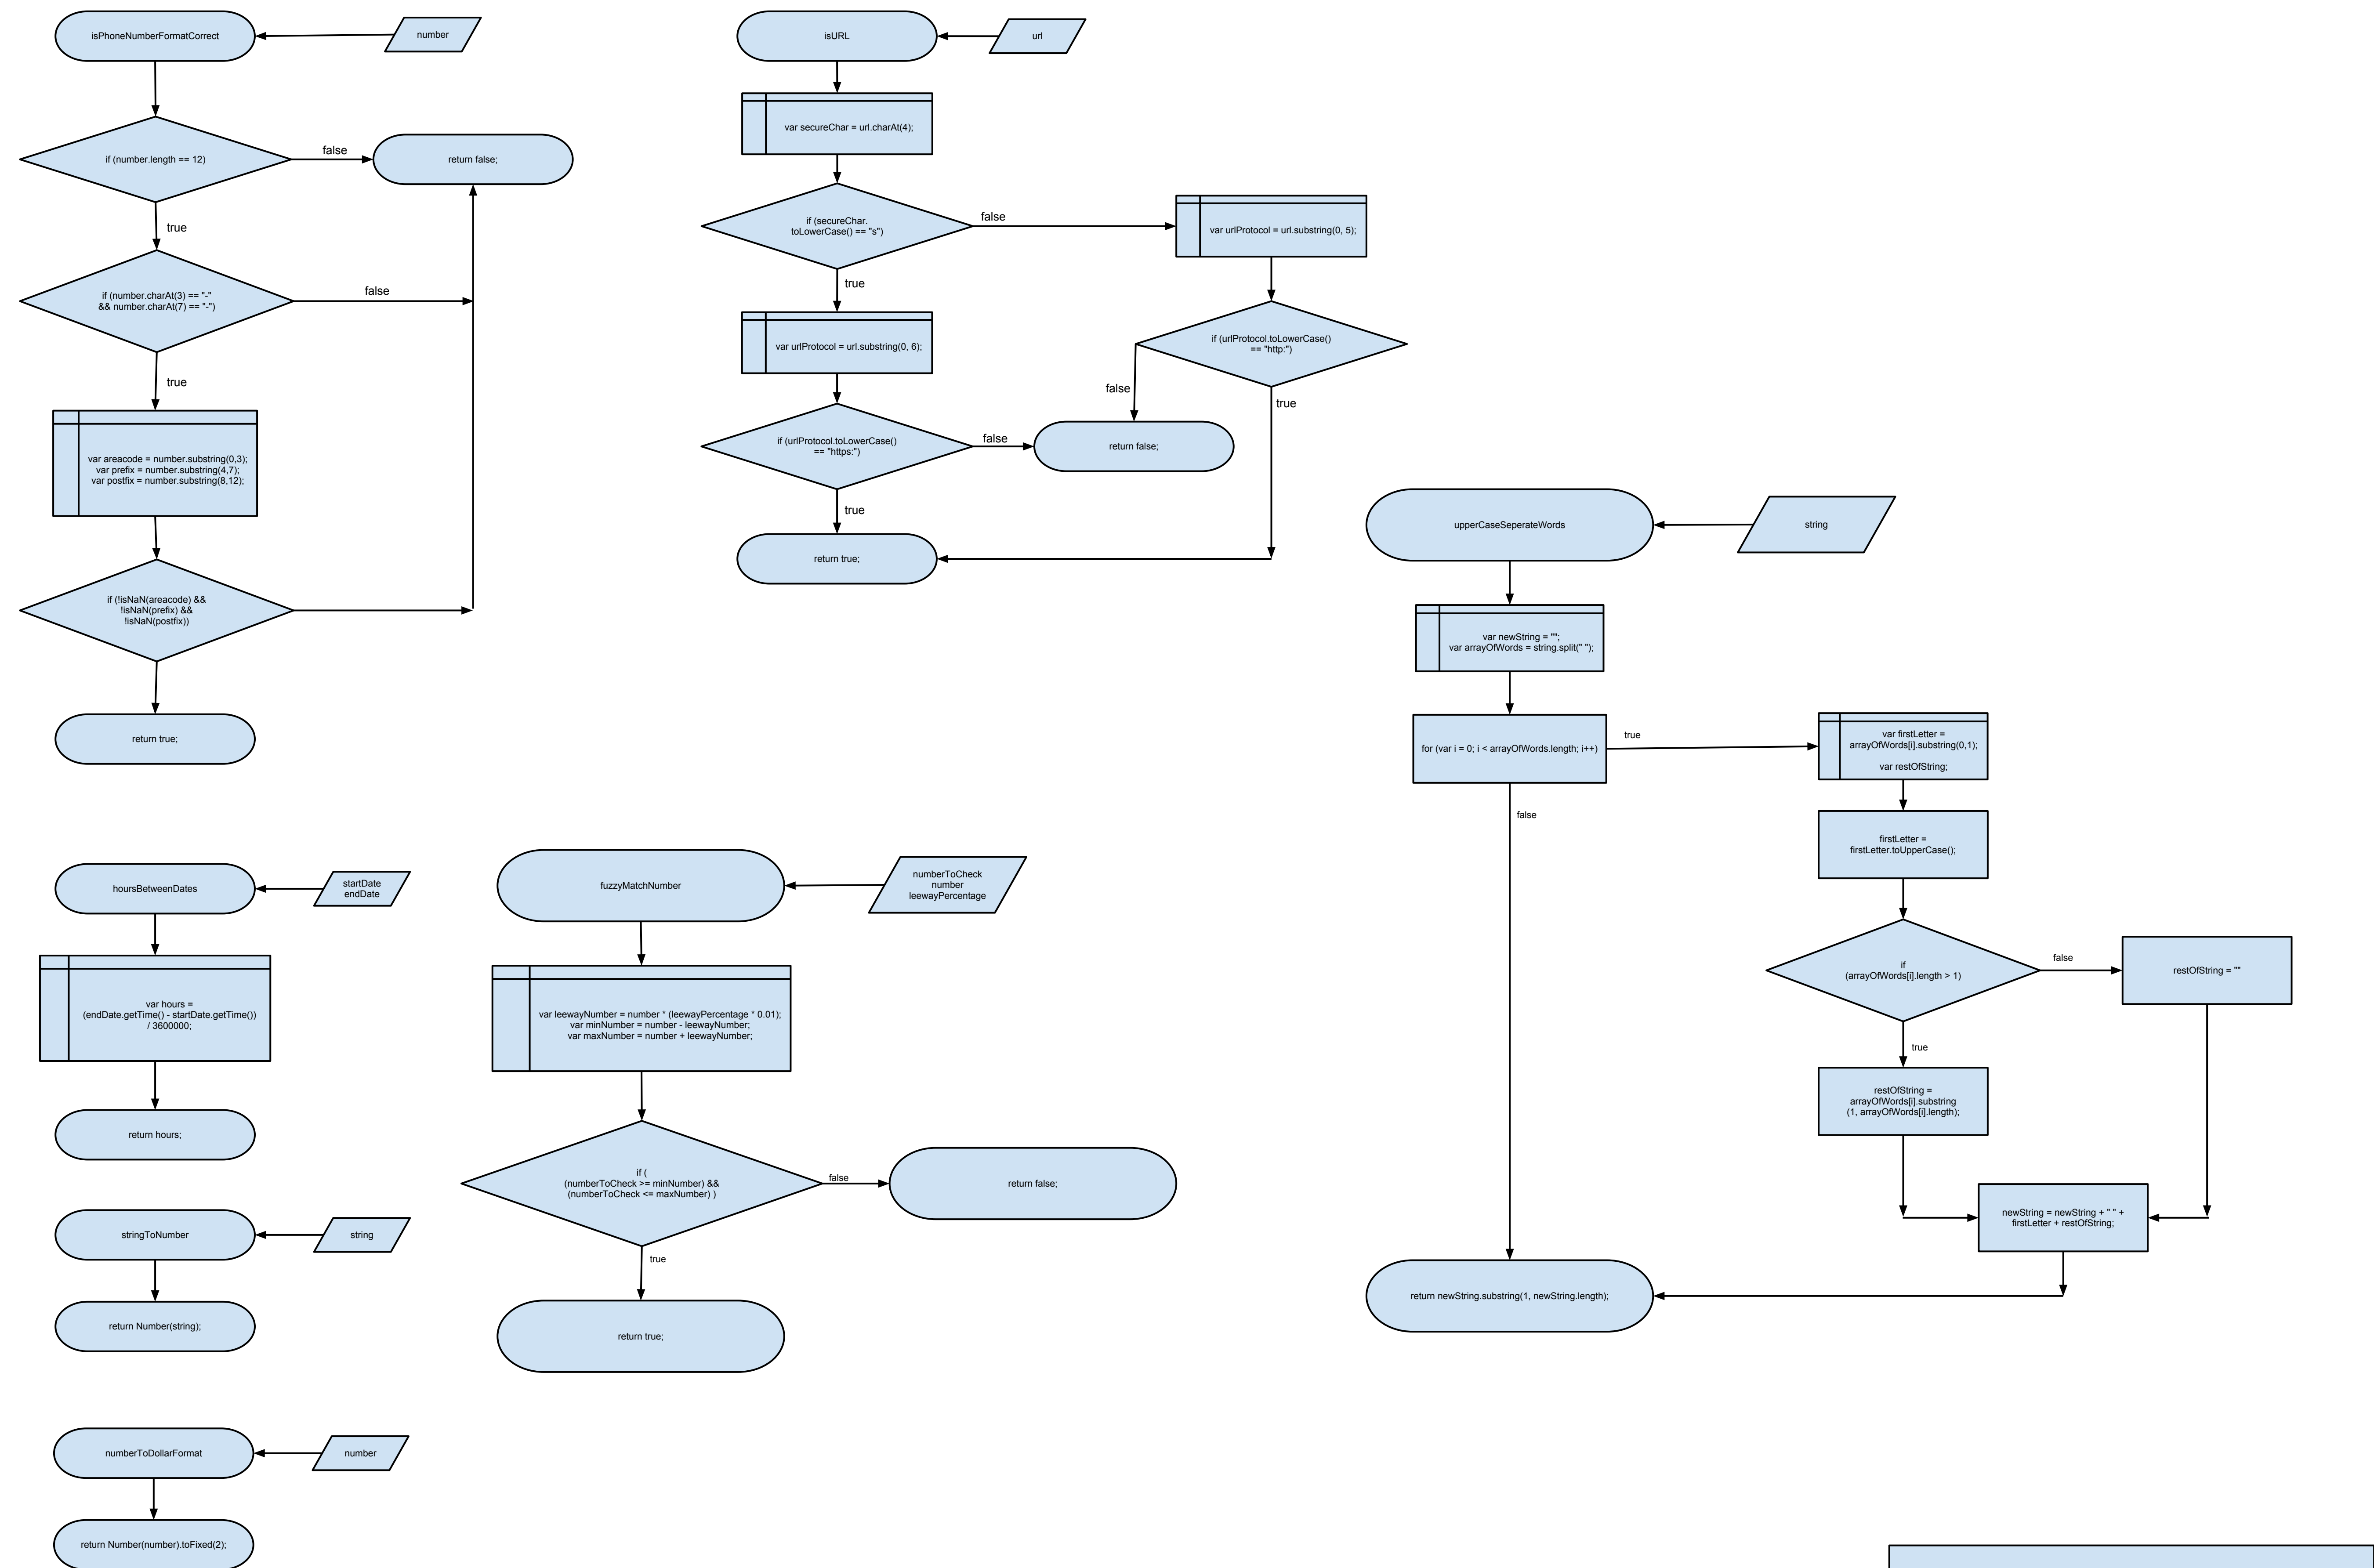 isPhoneNumberFormatCorrect
number
if (number.length == 12)
false
return false;
true
if (number.charAt(3) == "-"
&& number.charAt(7) == "-")
false
true
var areacode = number.substring(0,3);
var prefix = number.substring(4,7);
var postfix = number.substring(8,12);
if (!isNaN(areacode) &&
!isNaN(prefix) &&
!isNaN(postfix))
return true;
isURL
url
var secureChar = url.charAt(4);
if (secureChar.
toLowerCase() == "s")
false
var urlProtocol = url.substring(0, 5);
true
var urlProtocol = url.substring(0, 6);
if (urlProtocol.toLowerCase()
== "http:")
false
true
if (urlProtocol.toLowerCase()
== "https:")
false
return false;
true
return true;
upperCaseSeperateWords
string
var newString = "";
var arrayOfWords = string.split(" ");
for (var i = 0; i < arrayOfWords.length; i++)
true
var firstLetter =
arrayOfWords[i].substring(0,1);
var restOfString;
false
firstLetter =
firstLetter.toUpperCase();
if
(arrayOfWords[i].length > 1)
false
restOfString = ""
true
restOfString =
arrayOfWords[i].substring
(1, arrayOfWords[i].length);
newString = newString + " " +
firstLetter + restOfString;
return newString.substring(1, newString.length);
hoursBetweenDates
startDate
endDate
var hours =
(endDate.getTime() - startDate.getTime())
/ 3600000;
return hours;
fuzzyMatchNumber
numberToCheck
number
leewayPercentage
var leewayNumber = number * (leewayPercentage * 0.01);
var minNumber = number - leewayNumber;
var maxNumber = number + leewayNumber;
if (
(numberToCheck >= minNumber) &&
(numberToCheck <= maxNumber) )
false
return false;
true
return true;
stringToNumber
string
return Number(string);
numberToDollarFormat
number
return Number(number).toFixed(2);